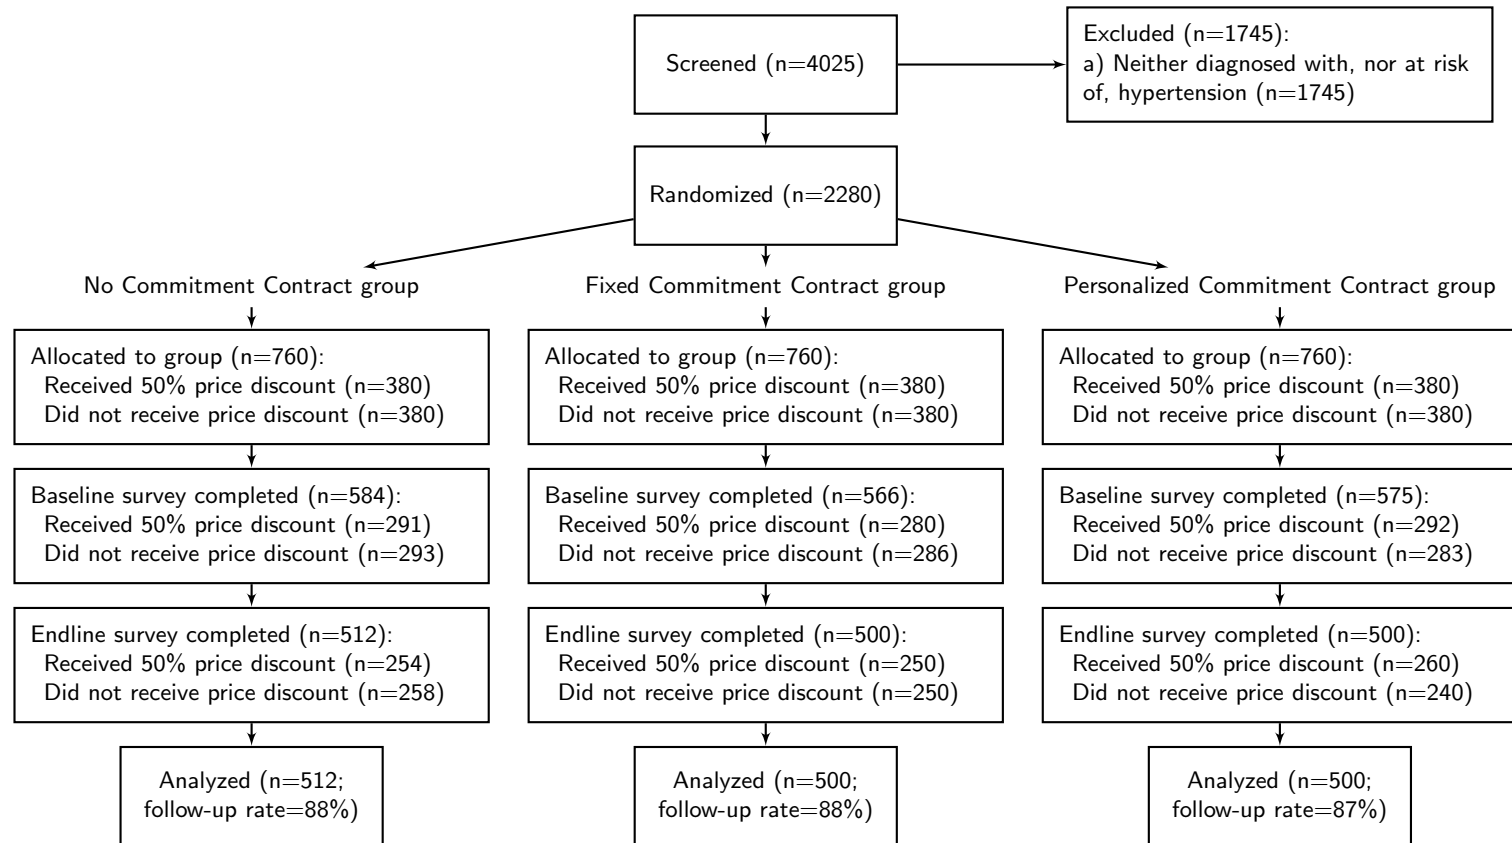 Screened (n=4025)
Excluded (n=1745):
a) Neither diagnosed with, nor at risk
of, hypertension (n=1745)
Randomized (n=2280)
No Commitment Contract group
Fixed Commitment Contract group
Personalized Commitment Contract group
Allocated to group (n=760):
Received 50% price discount (n=380)
Did not receive price discount (n=380)
Allocated to group (n=760):
Received 50% price discount (n=380)
Did not receive price discount (n=380)
Allocated to group (n=760):
Received 50% price discount (n=380)
Did not receive price discount (n=380)
Baseline survey completed (n=584):
Received 50% price discount (n=291)
Did not receive price discount (n=293)
Baseline survey completed (n=566):
Received 50% price discount (n=280)
Did not receive price discount (n=286)
Baseline survey completed (n=575):
Received 50% price discount (n=292)
Did not receive price discount (n=283)
Endline survey completed (n=512):
Received 50% price discount (n=254)
Did not receive price discount (n=258)
Endline survey completed (n=500):
Received 50% price discount (n=250)
Did not receive price discount (n=250)
Endline survey completed (n=500):
Received 50% price discount (n=260)
Did not receive price discount (n=240)
Analyzed (n=512;
follow-up rate=88%)
Analyzed (n=500;
follow-up rate=88%)
Analyzed (n=500;
follow-up rate=87%)